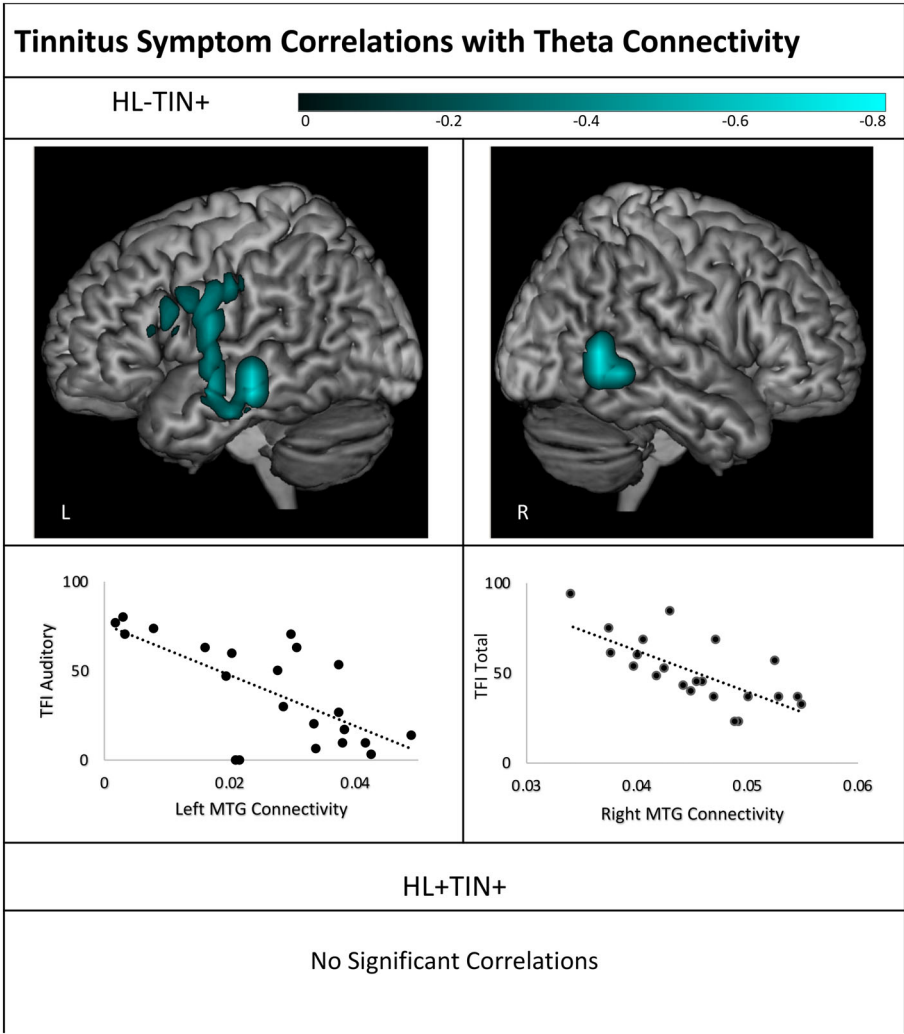 Tinnitus Symptom Correlations with Theta Connectivity
HL-TIN+
0 -0.2 -0.4 -0.6 -0.8
L
R
TFI Auditory
100
50
0
0 0.02 0.04
Left MTG Connectivity
TFI Total
100
50
0
0.03 0.04 0.05 0.06
Right MTG Connectivity
HL+TIN+
No Significant Correlations